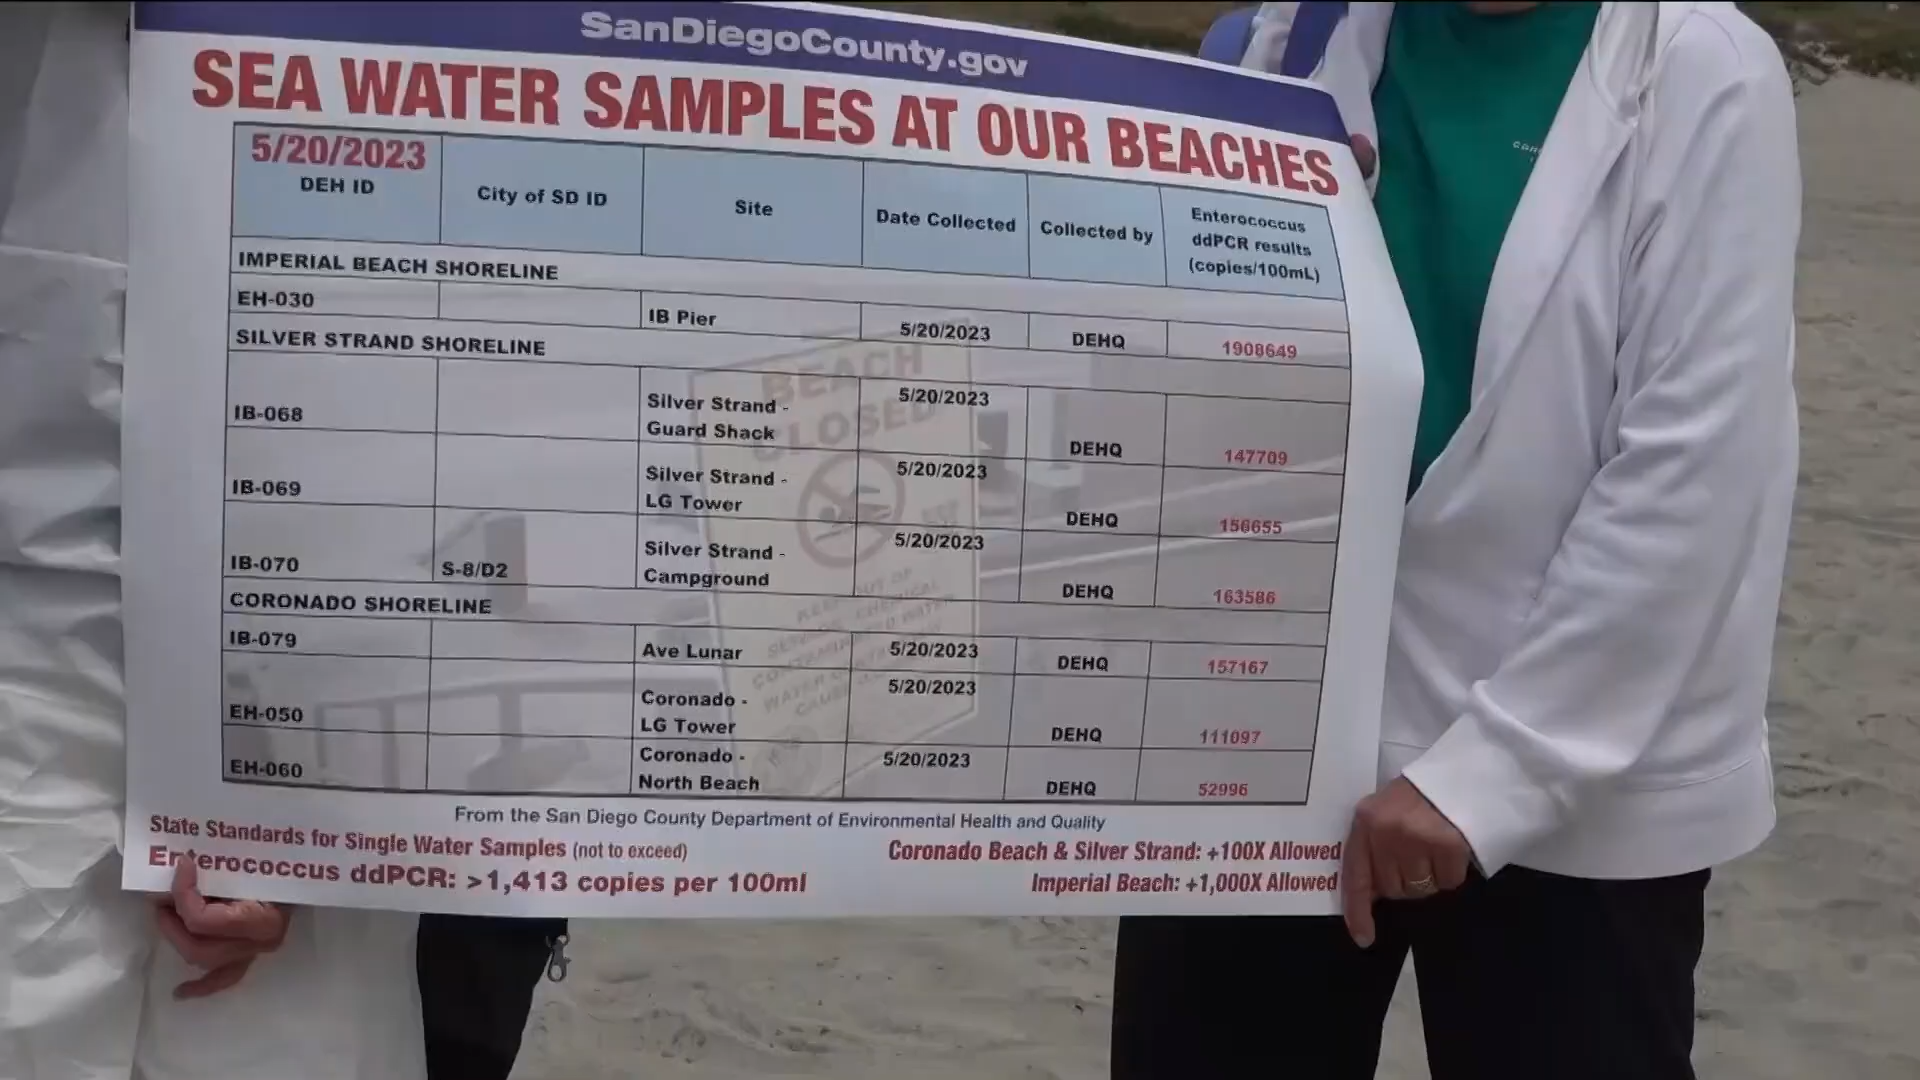 SanDiegoCounty.gov
SEA WATER SAMPLES AT OUR BEACHES
5/20/2023
DEH ID
City of SD ID
Site
Date Collected
Collected by
Enterococcus
ddPCR results
(copies/100mL)
IMPERIAL BEACH SHORELINE
EH-030 IB Pier 5/20/2023 DEHQ 1908649
SILVER STRAND SHORELINE
IB-068 Silver Strand - 5/20/2023
Guard Shack DEHQ 147709
IB-069 Silver Strand - 5/20/2023
LG Tower DEHQ 156655
IB-070 S-8/D2 Silver Strand - 5/20/2023
Campground DEHQ 163586
CORONADO SHORELINE
IB-079 Ave Lunar 5/20/2023 DEHQ 157167
EH-050 Coronado - 5/20/2023
LG Tower DEHQ 111097
EH-060 Coronado - 5/20/2023
North Beach DEHQ 52996
BEACH
CLOSED
KEEP OUT OF
From the San Diego County Department of Environmental Health and Quality
State Standards for Single Water Samples (not to exceed)
Enterococcus ddPCR: >1,413 copies per 100ml
Coronado Beach & Silver Strand: +100X Allowed
Imperial Beach: +1,000X Allowed